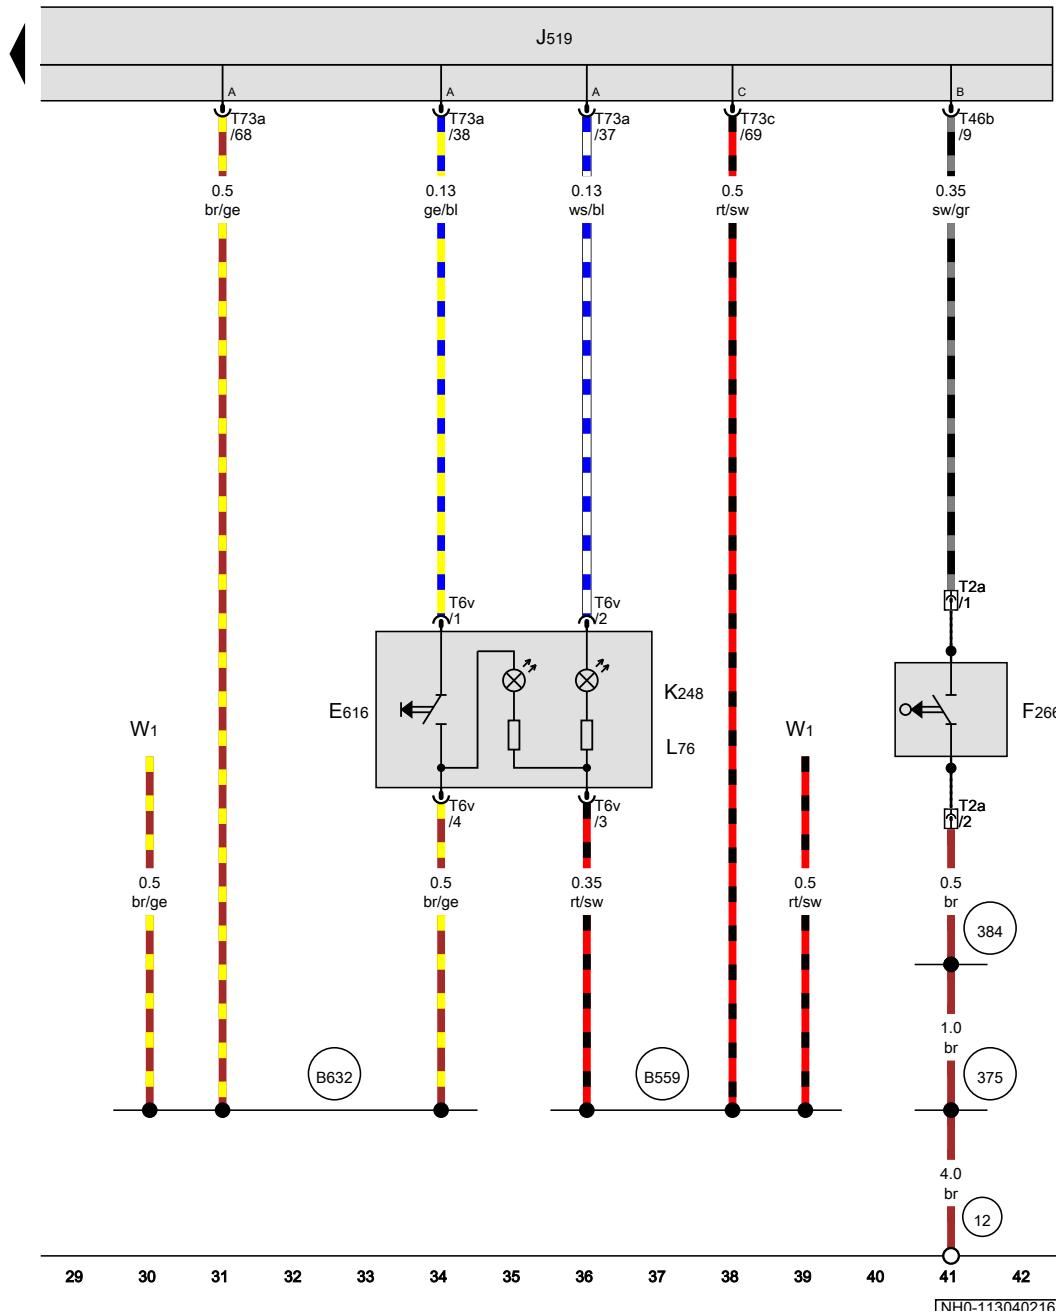 J519
A A A C B
T73a T73a T73a T73c T46b
/68 /38 /37 /69 /9
0.5 0.13 0.13 0.5 0.35
br/ge ge/bl ws/bl rt/sw sw/gr
T2a
/1
T6v T6v
/1 /2
K248
E616 F266
W1 W1
L76
T6v T6v T2a
/4 /3 /2
0.5 0.5 0.35 0.5 0.5
br/ge br/ge rt/sw rt/sw br
384
1.0
br
B632 B559 375
4.0
br
12
29 30 31 32 33 34 35 36 37 38 39 40 41 42
NH0-113040216